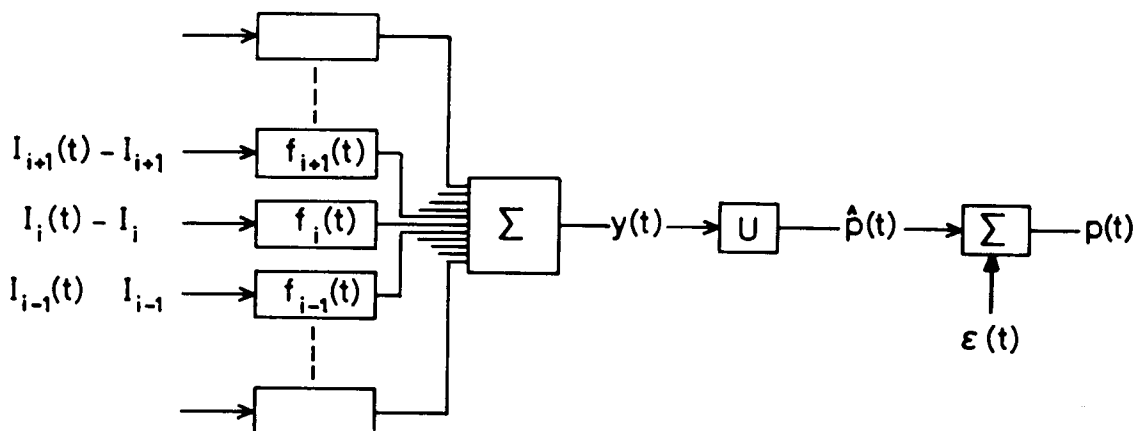 I_{i+1}(t) - I_{i+1}
f_{i+1}(t)
I_i(t) - I_i
f_i(t)
Σ
y(t)
U
p̂(t)
Σ
p(t)
I_{i-1}(t) I_{i-1}
f_{i-1}(t)
ε(t)